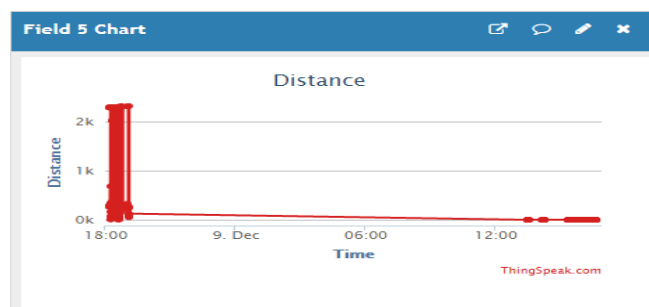 Field 5 Chart
Distance
2k
1k
0k
Distance
18:00 9. Dec 06:00 12:00
Time
ThingSpeak.com